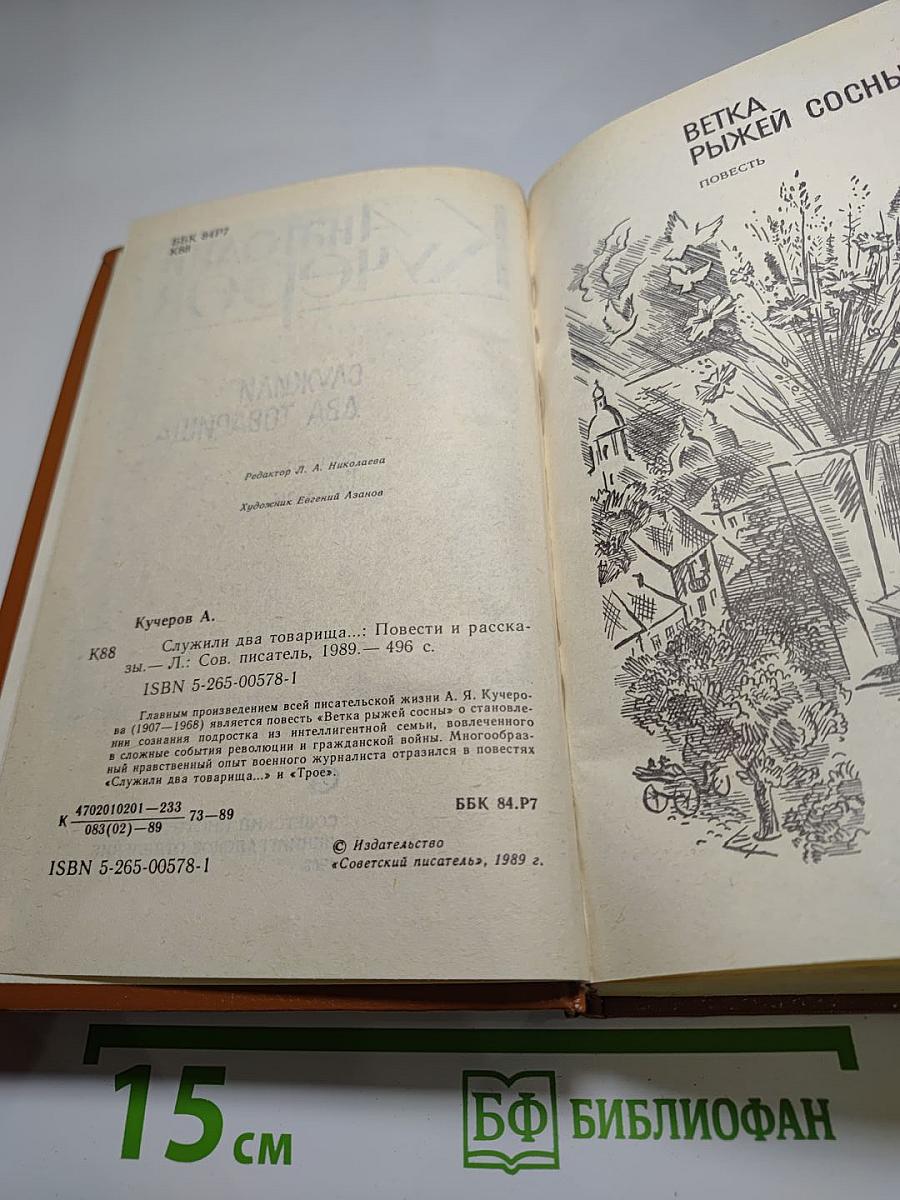 ББК 84Р7
К88
Редактор Л. А. Николаева
Художник Евгений Азанов
Кучеров А.
К88 Служили два товарища...: Повести и расска-
зы.— Л.: Сов. писатель, 1989.— 496 с.
ISBN 5-265-00578-1
Главным произведением всей писательской жизни А. Я. Кучеро-
ва (1907—1968) является повесть «Ветка рыжей сосны» о становле-
нии сознания подростка из интеллигентной семьи, вовлеченного
в сложные события революции и гражданской войны. Многообраз-
ный нравственный опыт военного журналиста отразился в повестях
«Служили два товарища...» и «Трое».
К 4702010201—233
083(02)—89 73—89
ББК 84.Р7
ISBN 5-265-00578-1
© Издательство
«Советский писатель», 1989 г.
ВЕТКА
РЫЖЕЙ СОСНЫ
ПОВЕСТЬ
15 см
БФ БИБЛИОФАН